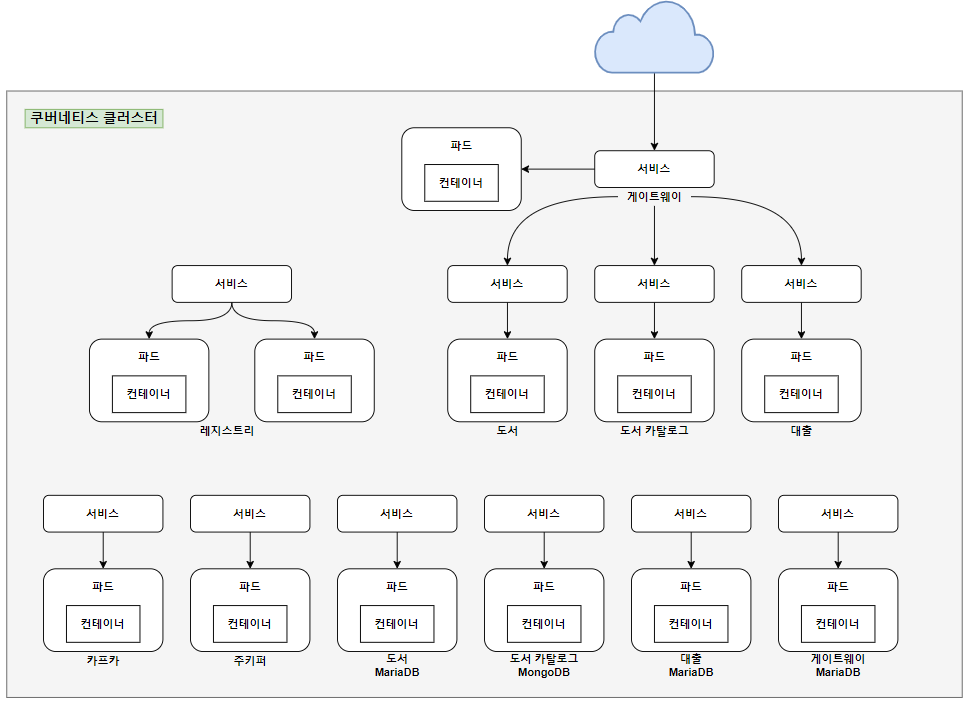 쿠버네티스 클러스터
파드
컨테이너
서비스
게이트웨이
서비스
서비스
서비스
서비스
파드
컨테이너
파드
컨테이너
레지스트리
파드
컨테이너
도서
파드
컨테이너
도서 카탈로그
파드
컨테이너
대출
서비스
서비스
서비스
서비스
서비스
서비스
파드
컨테이너
카프카
파드
컨테이너
주키퍼
파드
컨테이너
도서
MariaDB
파드
컨테이너
도서 카탈로그
MongoDB
파드
컨테이너
대출
MariaDB
파드
컨테이너
게이트웨이
MariaDB